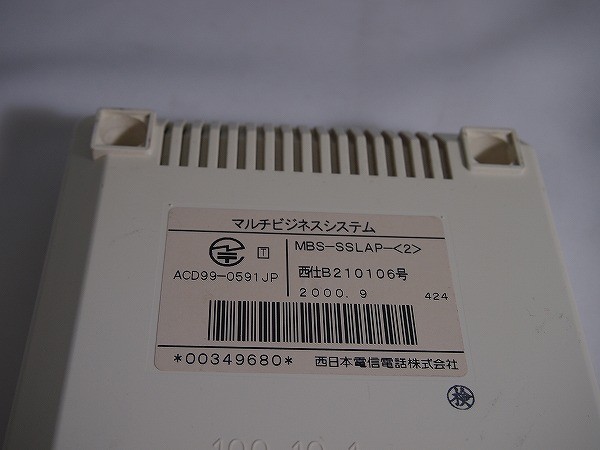 マルチビジネスシステム
T
MBS-SSLAP-<2>
ACD99-0591JP
西仕B210106号
2000.9
424
*00349680*
西日本電信電話株式会社
検